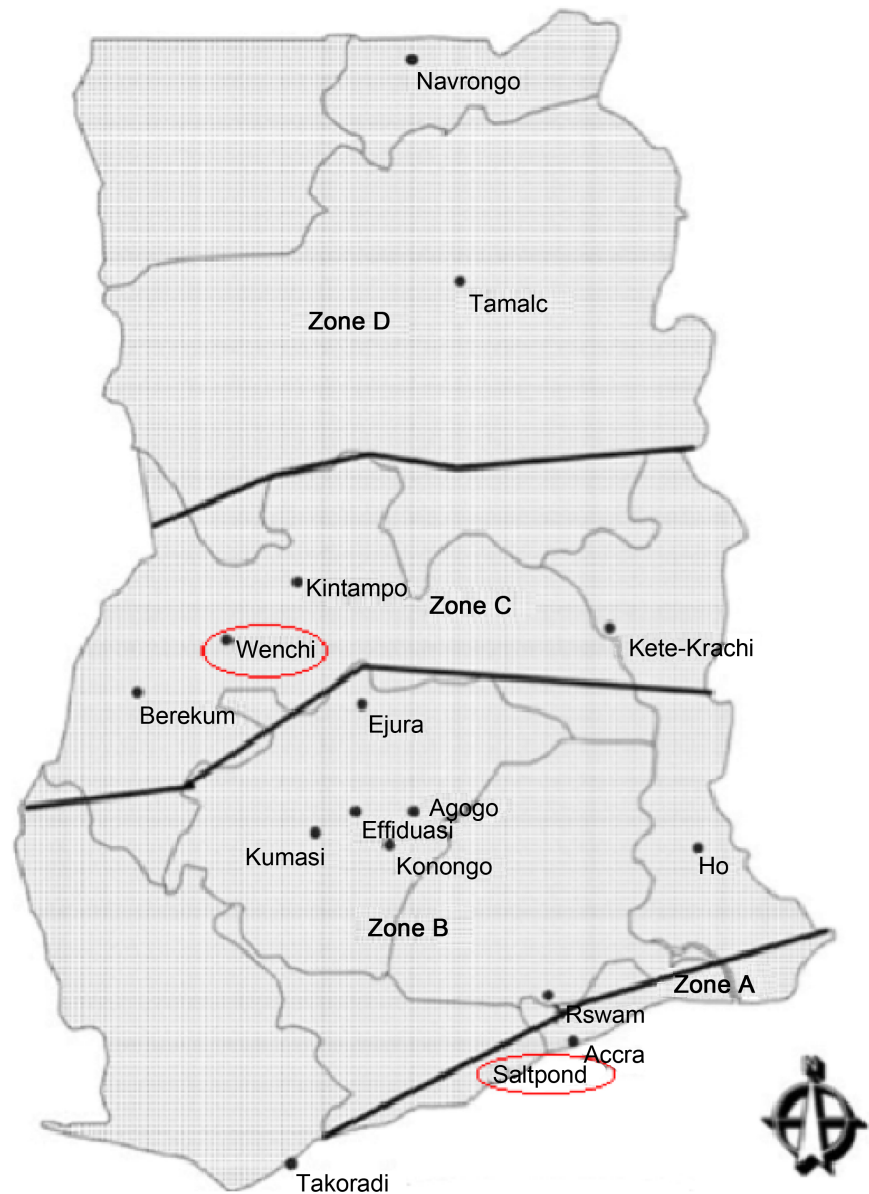 Navrongo
Tamalc
Zone D
Kintampo
Zone C
Wenchi
Kete-Krachi
Berekum
Ejura
Agogo
Effiduasi
Kumasi
Konongo
Ho
Zone B
Zone A
Rswam
Accra
Saltpond
N
Takoradi